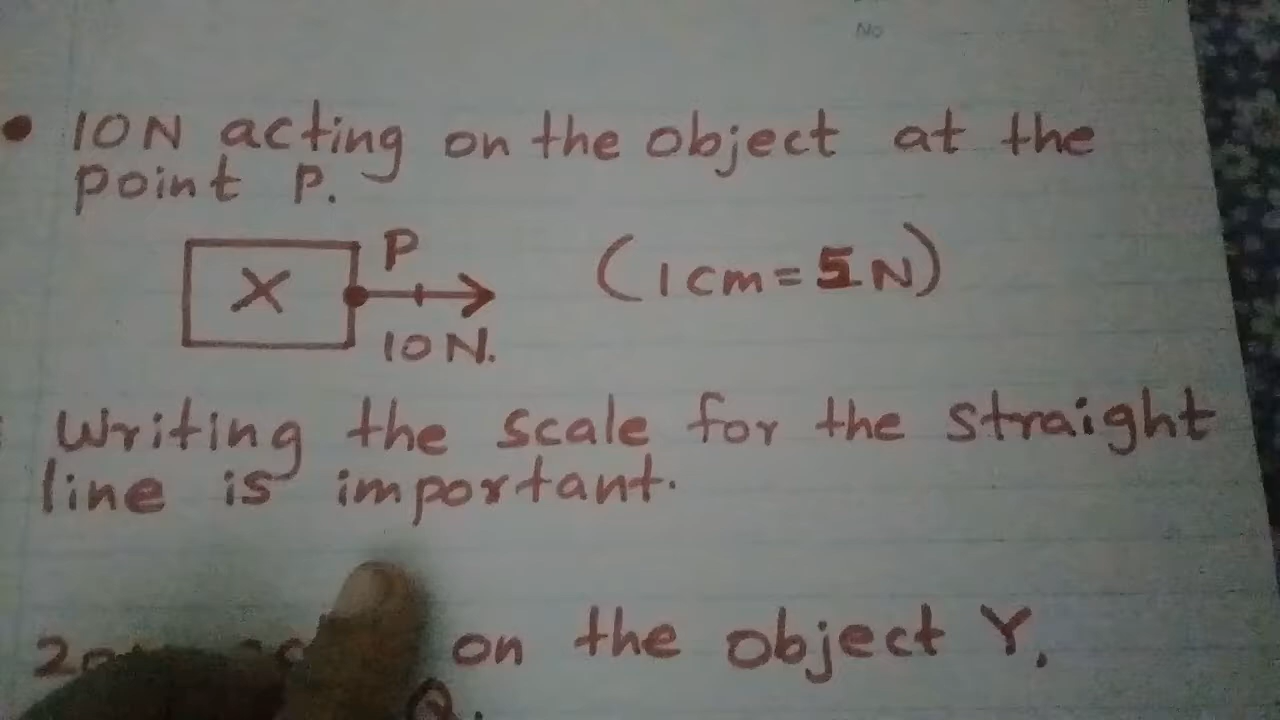 No
• 10N acting on the object at the
point P.
P
X
(1cm=5N)
10N.
Writing the scale for the straight
line is important.
on the object Y.